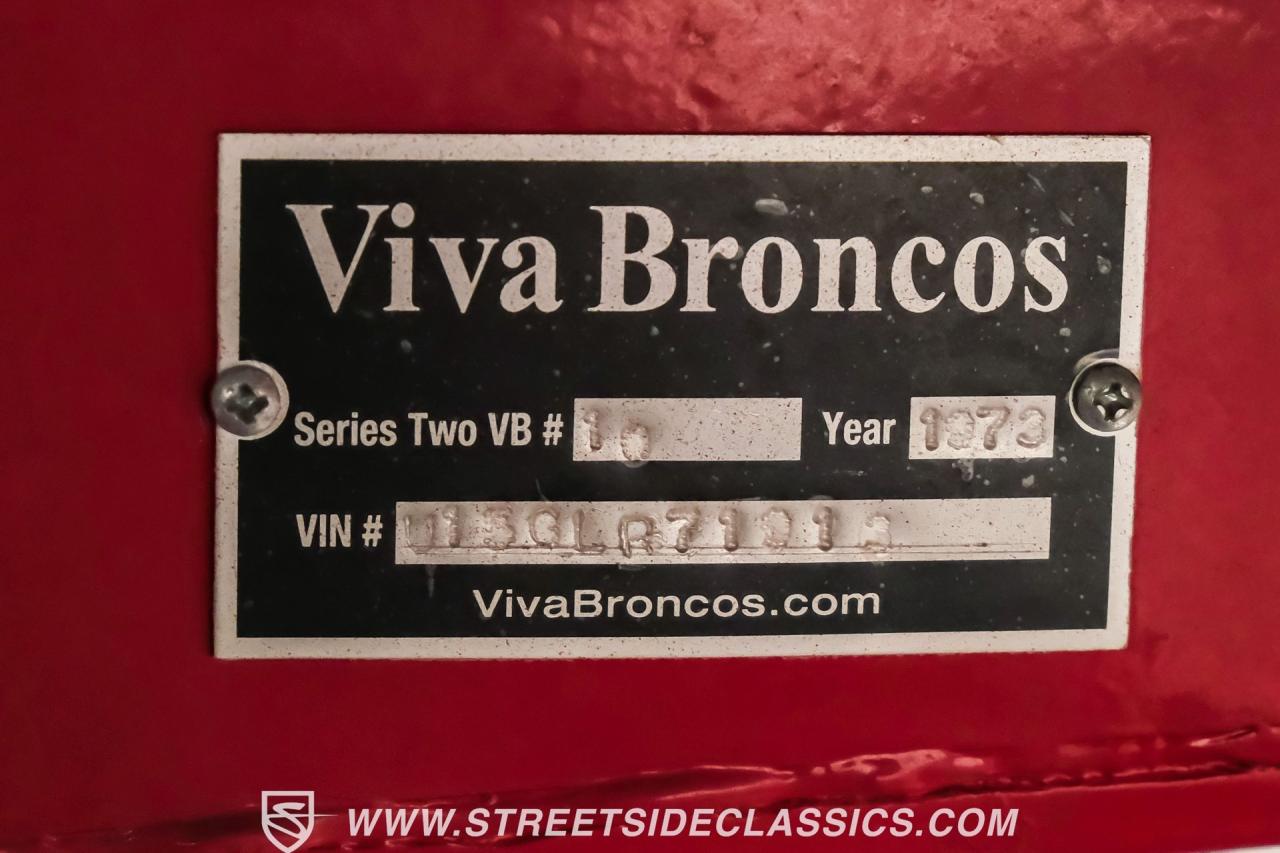 Viva Broncos
Series Two VB # 10 Year 1973
VIN #
VivaBroncos.com
WWW.STREETSIDECLASSICS.COM